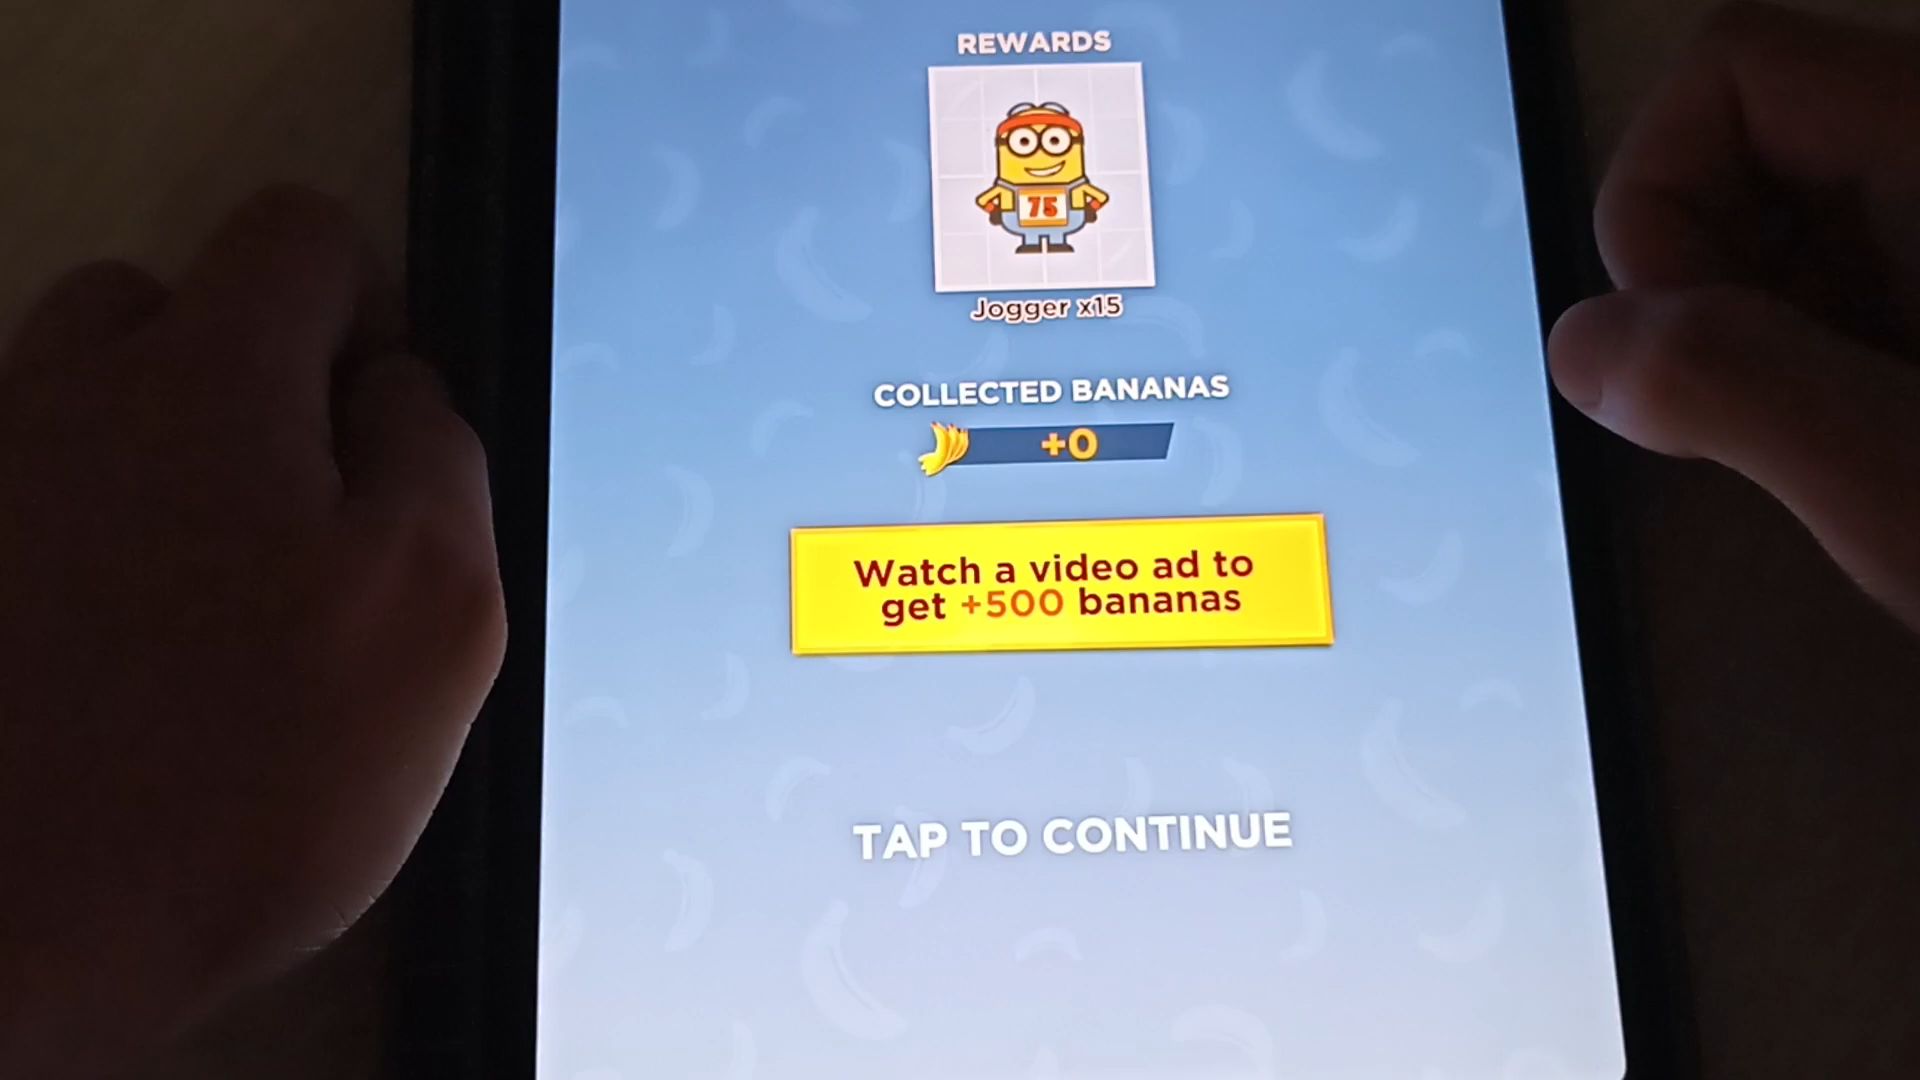 REWARDS
75
Jogger x15
COLLECTED BANANAS
+0
Watch a video ad to
get +500 bananas
TAP TO CONTINUE